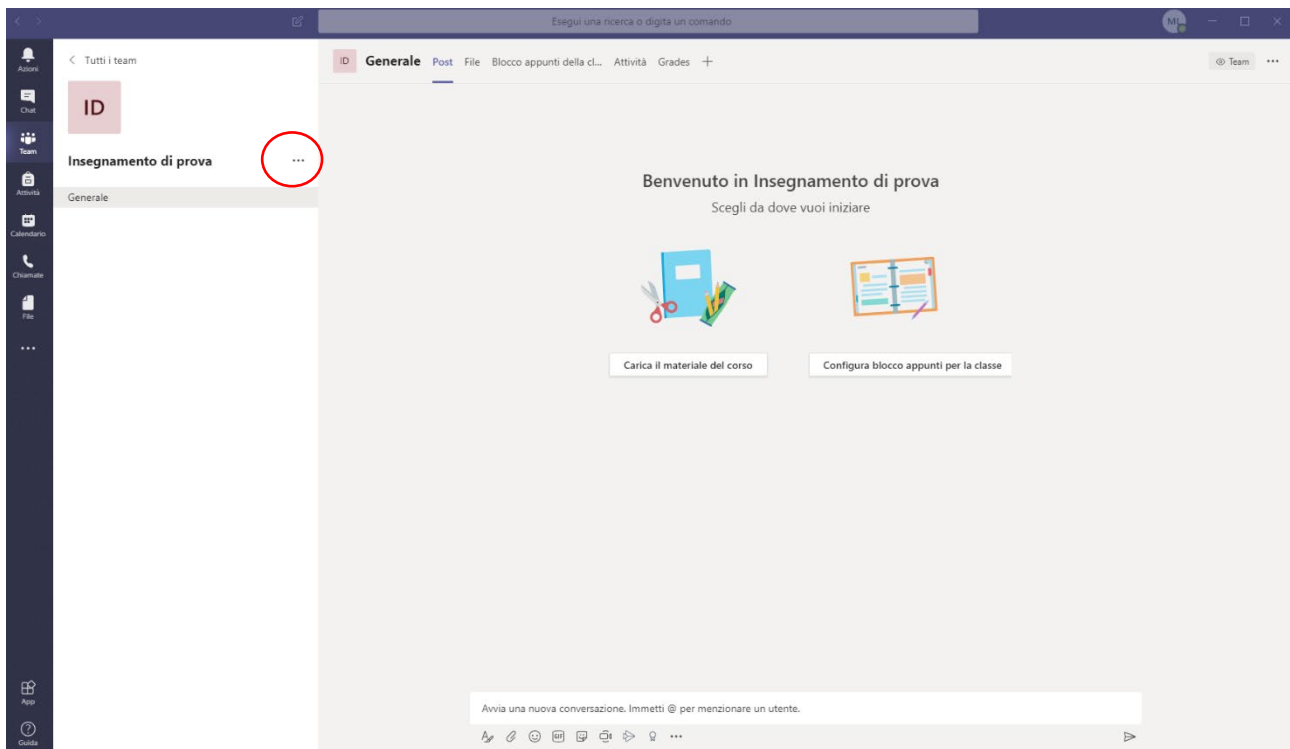 Esegui una ricerca o digita un comando
ML
Azioni
Chat
Team
Attività
Calendario
Chiamate
File
App
Guida
Tutti i team
ID
Insegnamento di prova
Generale
ID Generale Post File Blocco appunti della cl... Attività Grades
Team
Benvenuto in Insegnamento di prova
Scegli da dove vuoi iniziare
Carica il materiale del corso
Configura blocco appunti per la classe
Avvia una nuova conversazione. Immetti @ per menzionare un utente.
GIF